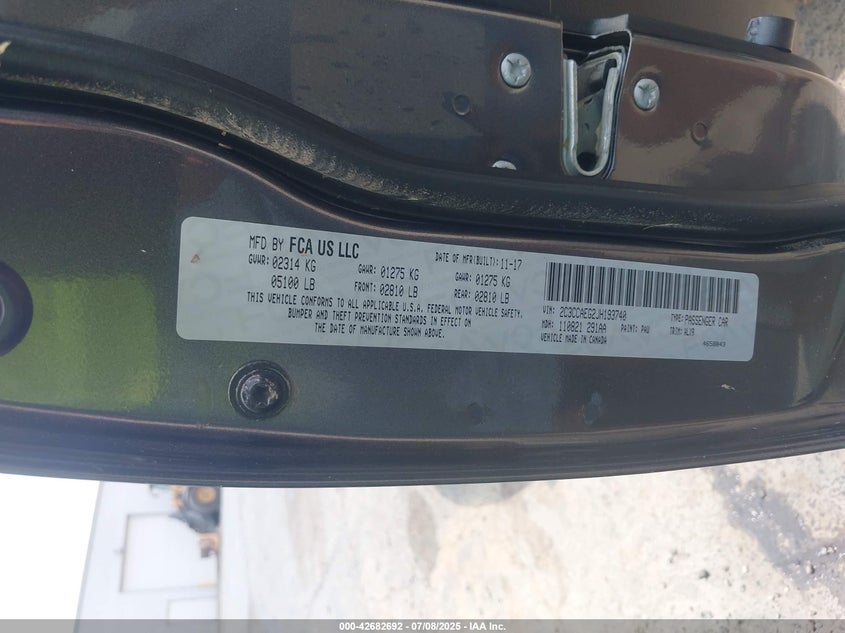 MFD BY FCA US LLC
DATE OF MFR(BUILT): 11-17
GVWR: 02314 KG GAWR: 01275 KG GAWR: 01275 KG
05100 LB FRONT: 02810 LB REAR: 02810 LB
THIS VEHICLE CONFORMS TO ALL APPLICABLE U.S.A. FEDERAL MOTOR VEHICLE SAFETY,
BUMPER AND THEFT PREVENTION STANDARDS IN EFFECT ON
THE DATE OF MANUFACTURE SHOWN ABOVE.
VIN: 2C3CCAEG2JH193740 TYPE: PASSENGER CAR
MDH: 110821 291AA PAINT: PAU TRIM: ALX9
VEHICLE MADE IN CANADA 4658043
000-42682692 - 07/08/2025 - IAA Inc.